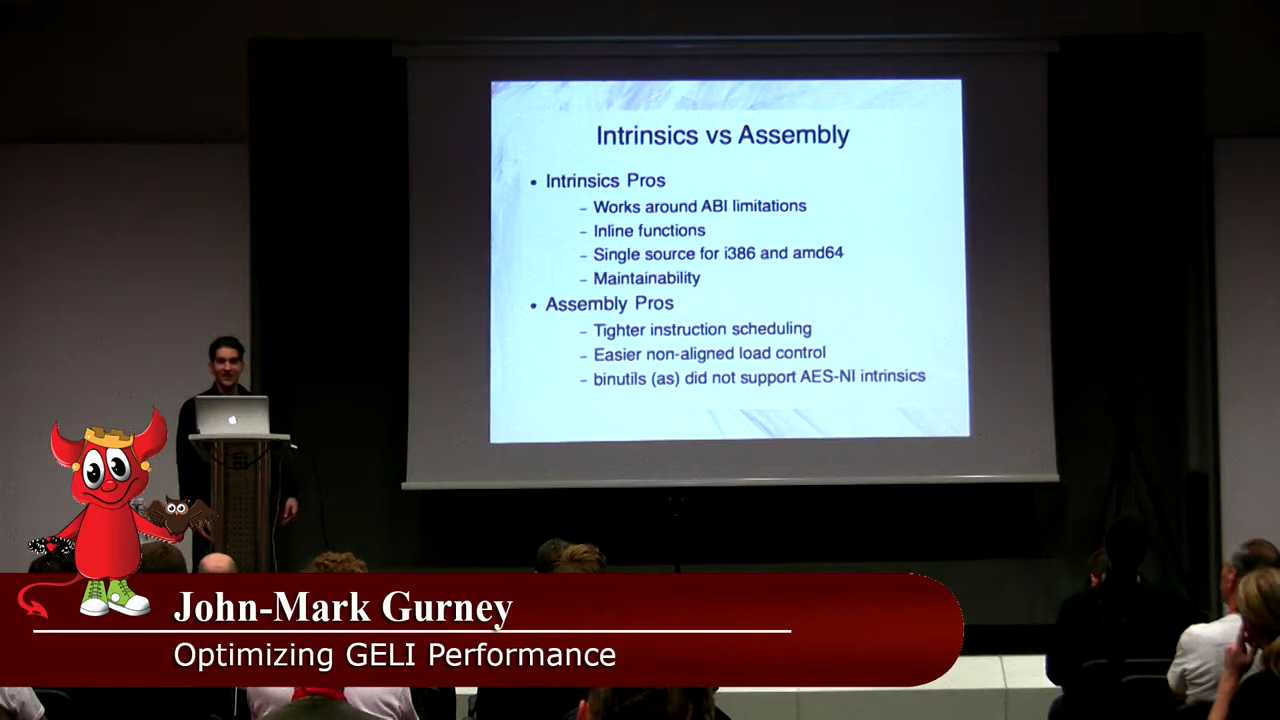 Intrinsics vs Assembly
• Intrinsics Pros
– Works around ABI limitations
– Inline functions
– Single source for i386 and amd64
– Maintainability
• Assembly Pros
– Tighter instruction scheduling
– Easier non-aligned load control
– binutils (as) did not support AES-NI intrinsics
John-Mark Gurney
Optimizing GELI Performance